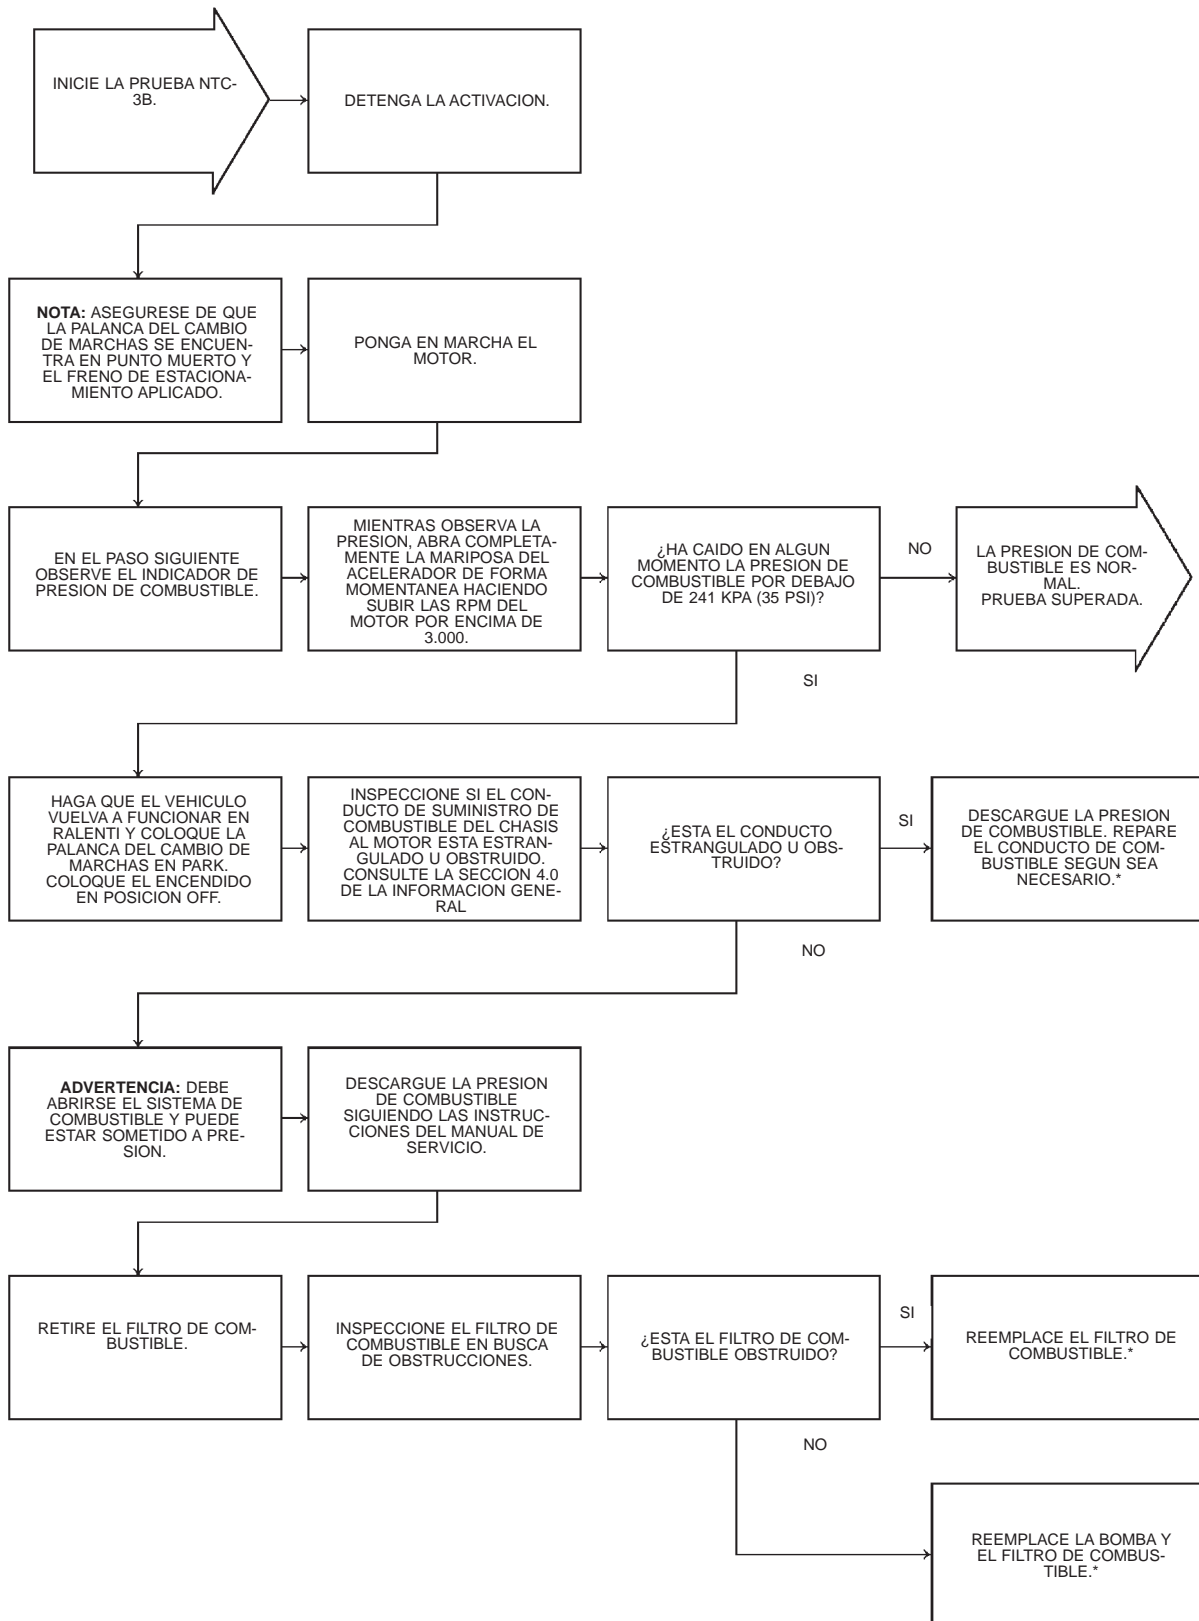 INICIE LA PRUEBA NTC-
3B.
DETENGA LA ACTIVACION.
NOTA: ASEGURESE DE QUE
LA PALANCA DEL CAMBIO
DE MARCHAS SE ENCUEN-
TRA EN PUNTO MUERTO Y
EL FRENO DE ESTACIONA-
MIENTO APLICADO.
PONGA EN MARCHA EL
MOTOR.
EN EL PASO SIGUIENTE
OBSERVE EL INDICADOR DE
PRESION DE COMBUSTIBLE.
MIENTRAS OBSERVA LA
PRESION, ABRA COMPLETA-
MENTE LA MARIPOSA DEL
ACELERADOR DE FORMA
MOMENTANEA HACIENDO
SUBIR LAS RPM DEL
MOTOR POR ENCIMA DE
3.000.
¿HA CAIDO EN ALGUN
MOMENTO LA PRESION DE
COMBUSTIBLE POR DEBAJO
DE 241 KPA (35 PSI)?
NO
LA PRESION DE COM-
BUSTIBLE ES NOR-
MAL.
PRUEBA SUPERADA.
SI
HAGA QUE EL VEHICULO
VUELVA A FUNCIONAR EN
RALENTI Y COLOQUE LA
PALANCA DEL CAMBIO DE
MARCHAS EN PARK.
COLOQUE EL ENCENDIDO
EN POSICION OFF.
INSPECCIONE SI EL CON-
DUCTO DE SUMINISTRO DE
COMBUSTIBLE DEL CHASIS
AL MOTOR ESTA ESTRAN-
GULADO U OBSTRUIDO.
CONSULTE LA SECCION 4.0
DE LA INFORMACION GENE-
RAL
¿ESTA EL CONDUCTO
ESTRANGULADO U OBS-
TRUIDO?
SI
DESCARGUE LA PRESION
DE COMBUSTIBLE. REPARE
EL CONDUCTO DE COM-
BUSTIBLE SEGUN SEA
NECESARIO.*
NO
ADVERTENCIA: DEBE
ABRIRSE EL SISTEMA DE
COMBUSTIBLE Y PUEDE
ESTAR SOMETIDO A PRE-
SION.
DESCARGUE LA PRESION
DE COMBUSTIBLE
SIGUIENDO LAS INSTRUC-
CIONES DEL MANUAL DE
SERVICIO.
RETIRE EL FILTRO DE COM-
BUSTIBLE.
INSPECCIONE EL FILTRO DE
COMBUSTIBLE EN BUSCA
DE OBSTRUCCIONES.
¿ESTA EL FILTRO DE COM-
BUSTIBLE OBSTRUIDO?
SI
REEMPLACE EL FILTRO DE
COMBUSTIBLE.*
NO
REEMPLACE LA BOMBA Y
EL FILTRO DE COMBUS-
TIBLE.*